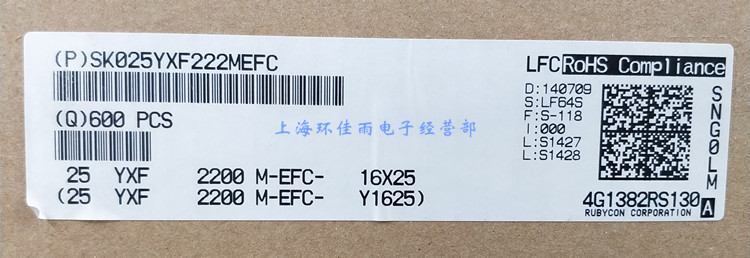 (P)SK025YXF222MEFC
LFC RoHS Compliance
D:140709
S:LF64S
F:S-118
I:000
L:S1427
L:S1428
SNG0LM
(Q)600 PCS
上海环佳雨电子经营部
25 YXF 2200 M-EFC- 16X25
(25 YXF 2200 M-EFC- Y1625)
4G1382RS130 A
RUBYCON CORPORATION